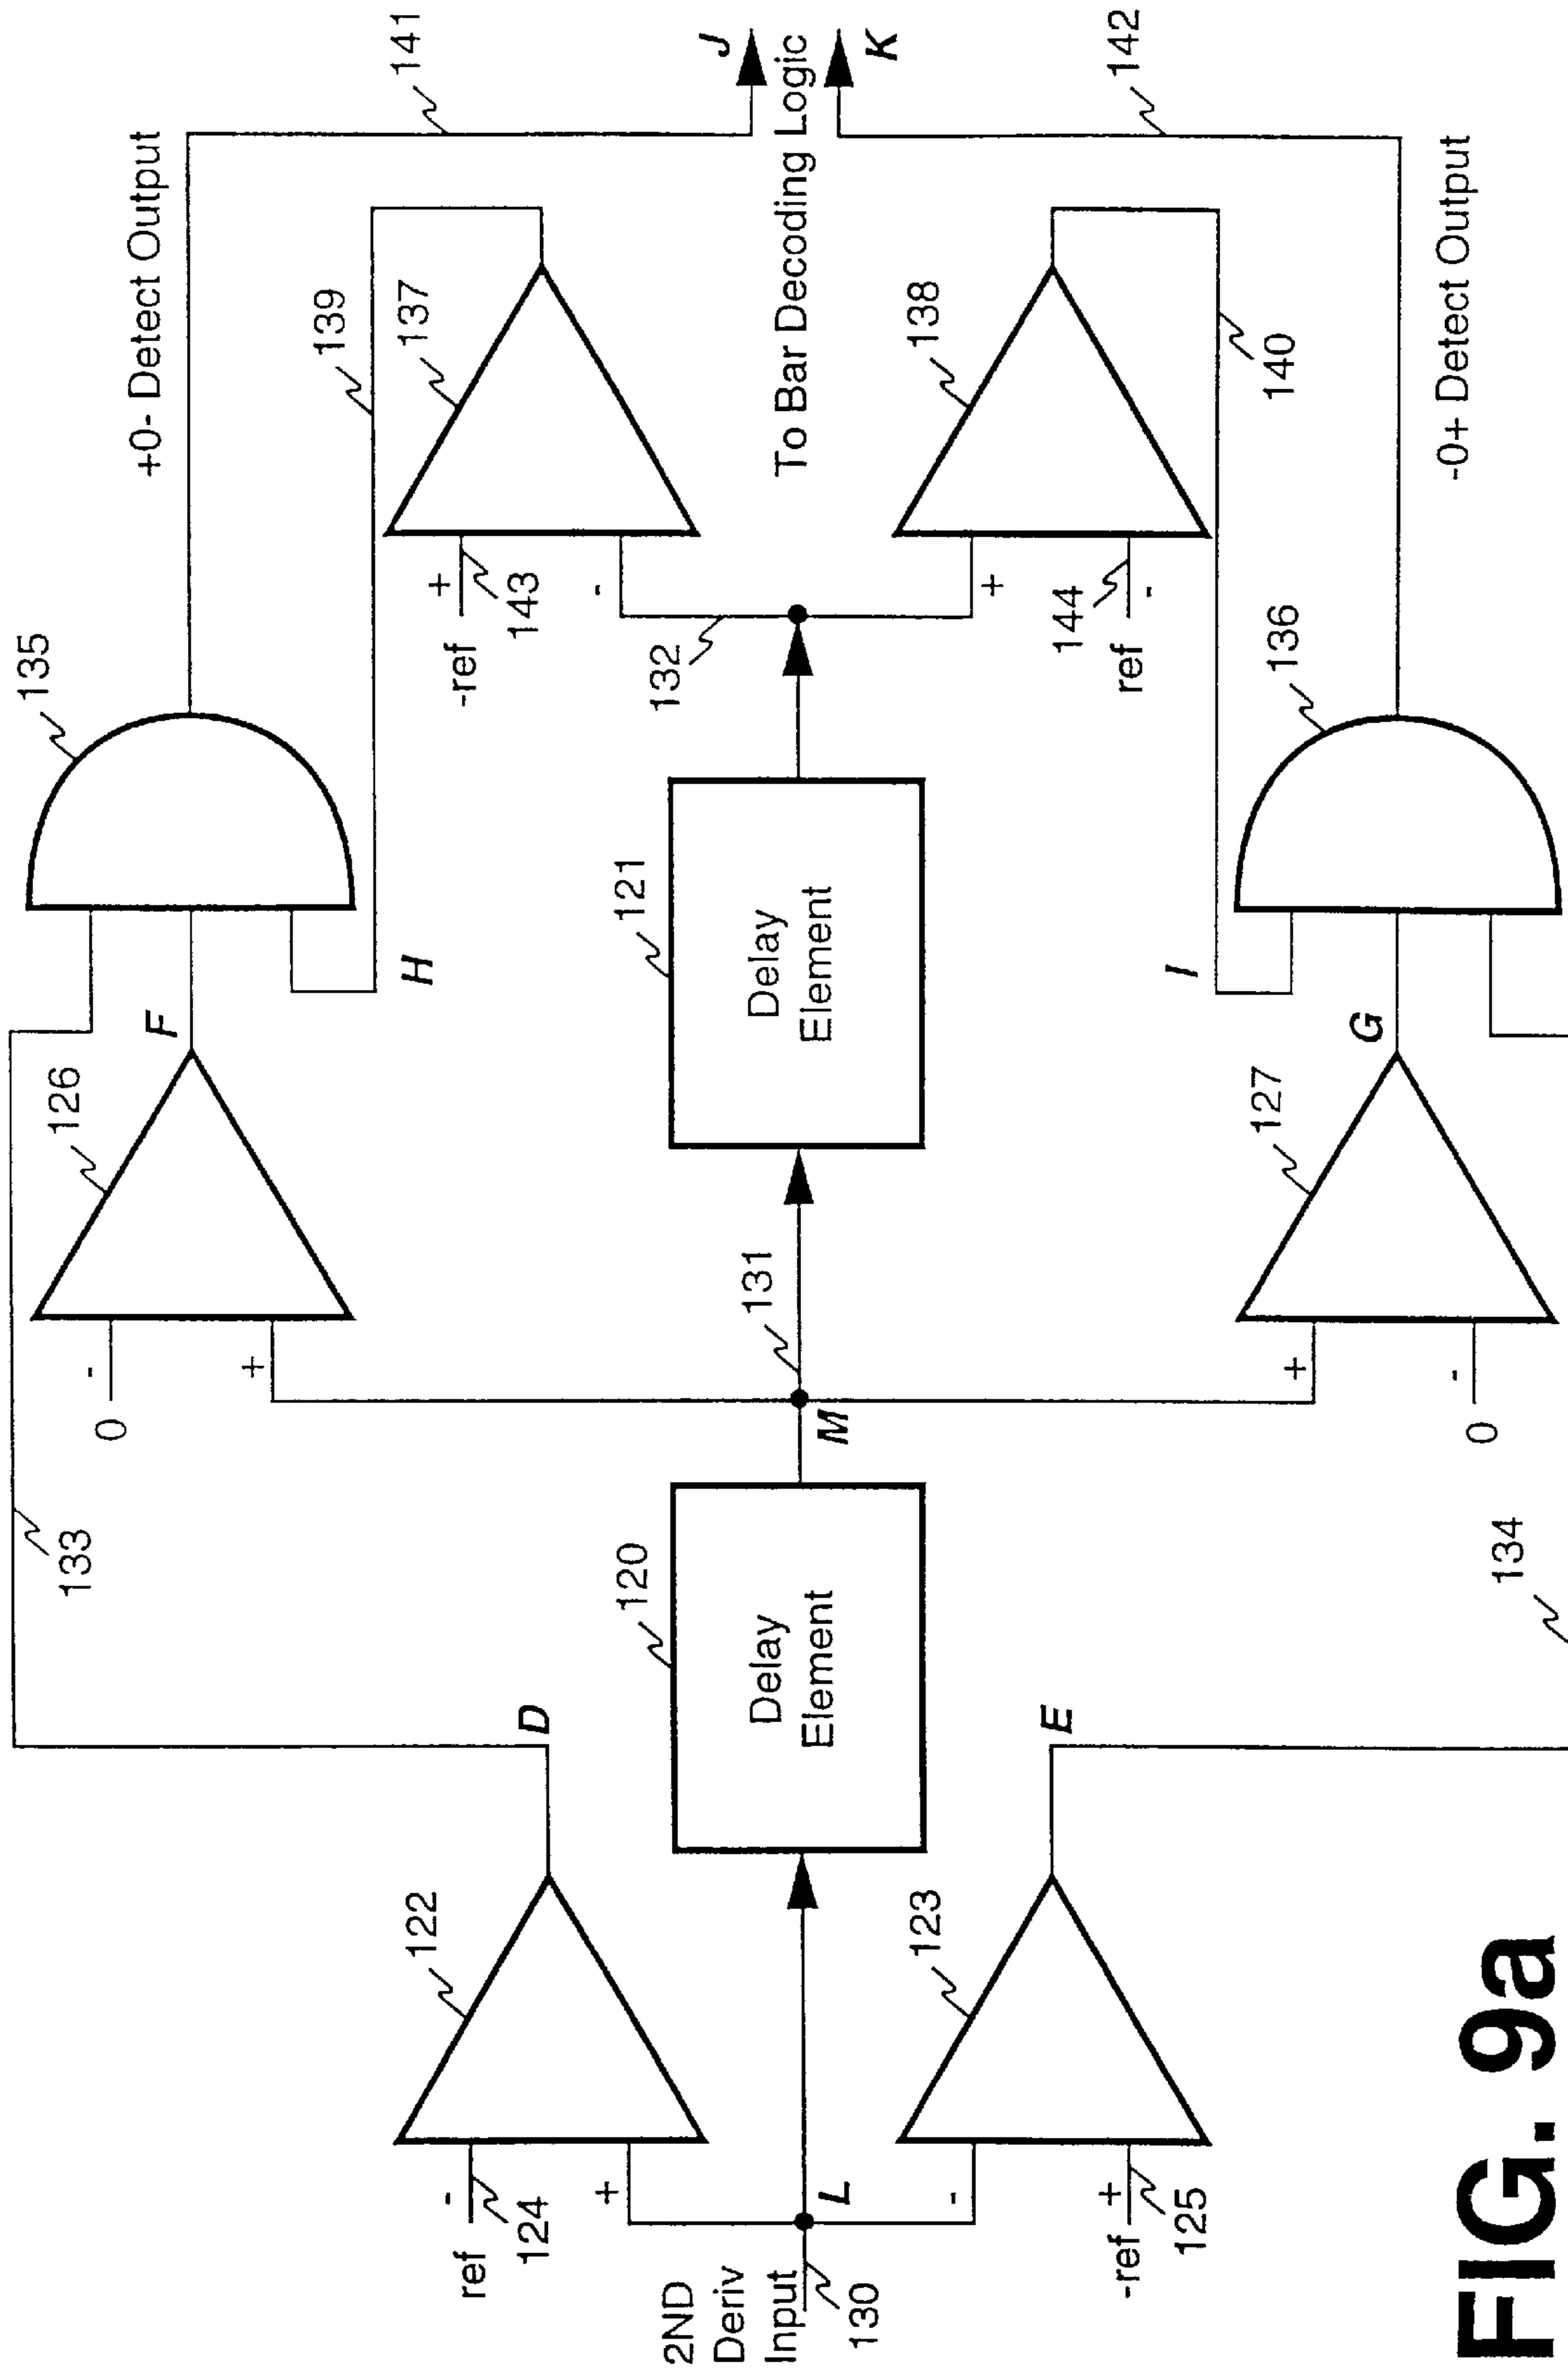 133
135
+0- Detect Output
141
126
F
0
-
+
H
139
137
J
D
122
ref
-
124
+
-ref
+
143
-
2ND
Deriv
Input
130
L
120
Delay
Element
M
131
121
Delay
Element
132
To Bar Decoding Logic
K
123
E
-
+
-ref
125
138
+
144
-
ref
142
I
140
127
G
+
-
0
136
-0+ Detect Output
134
FIG. 9a